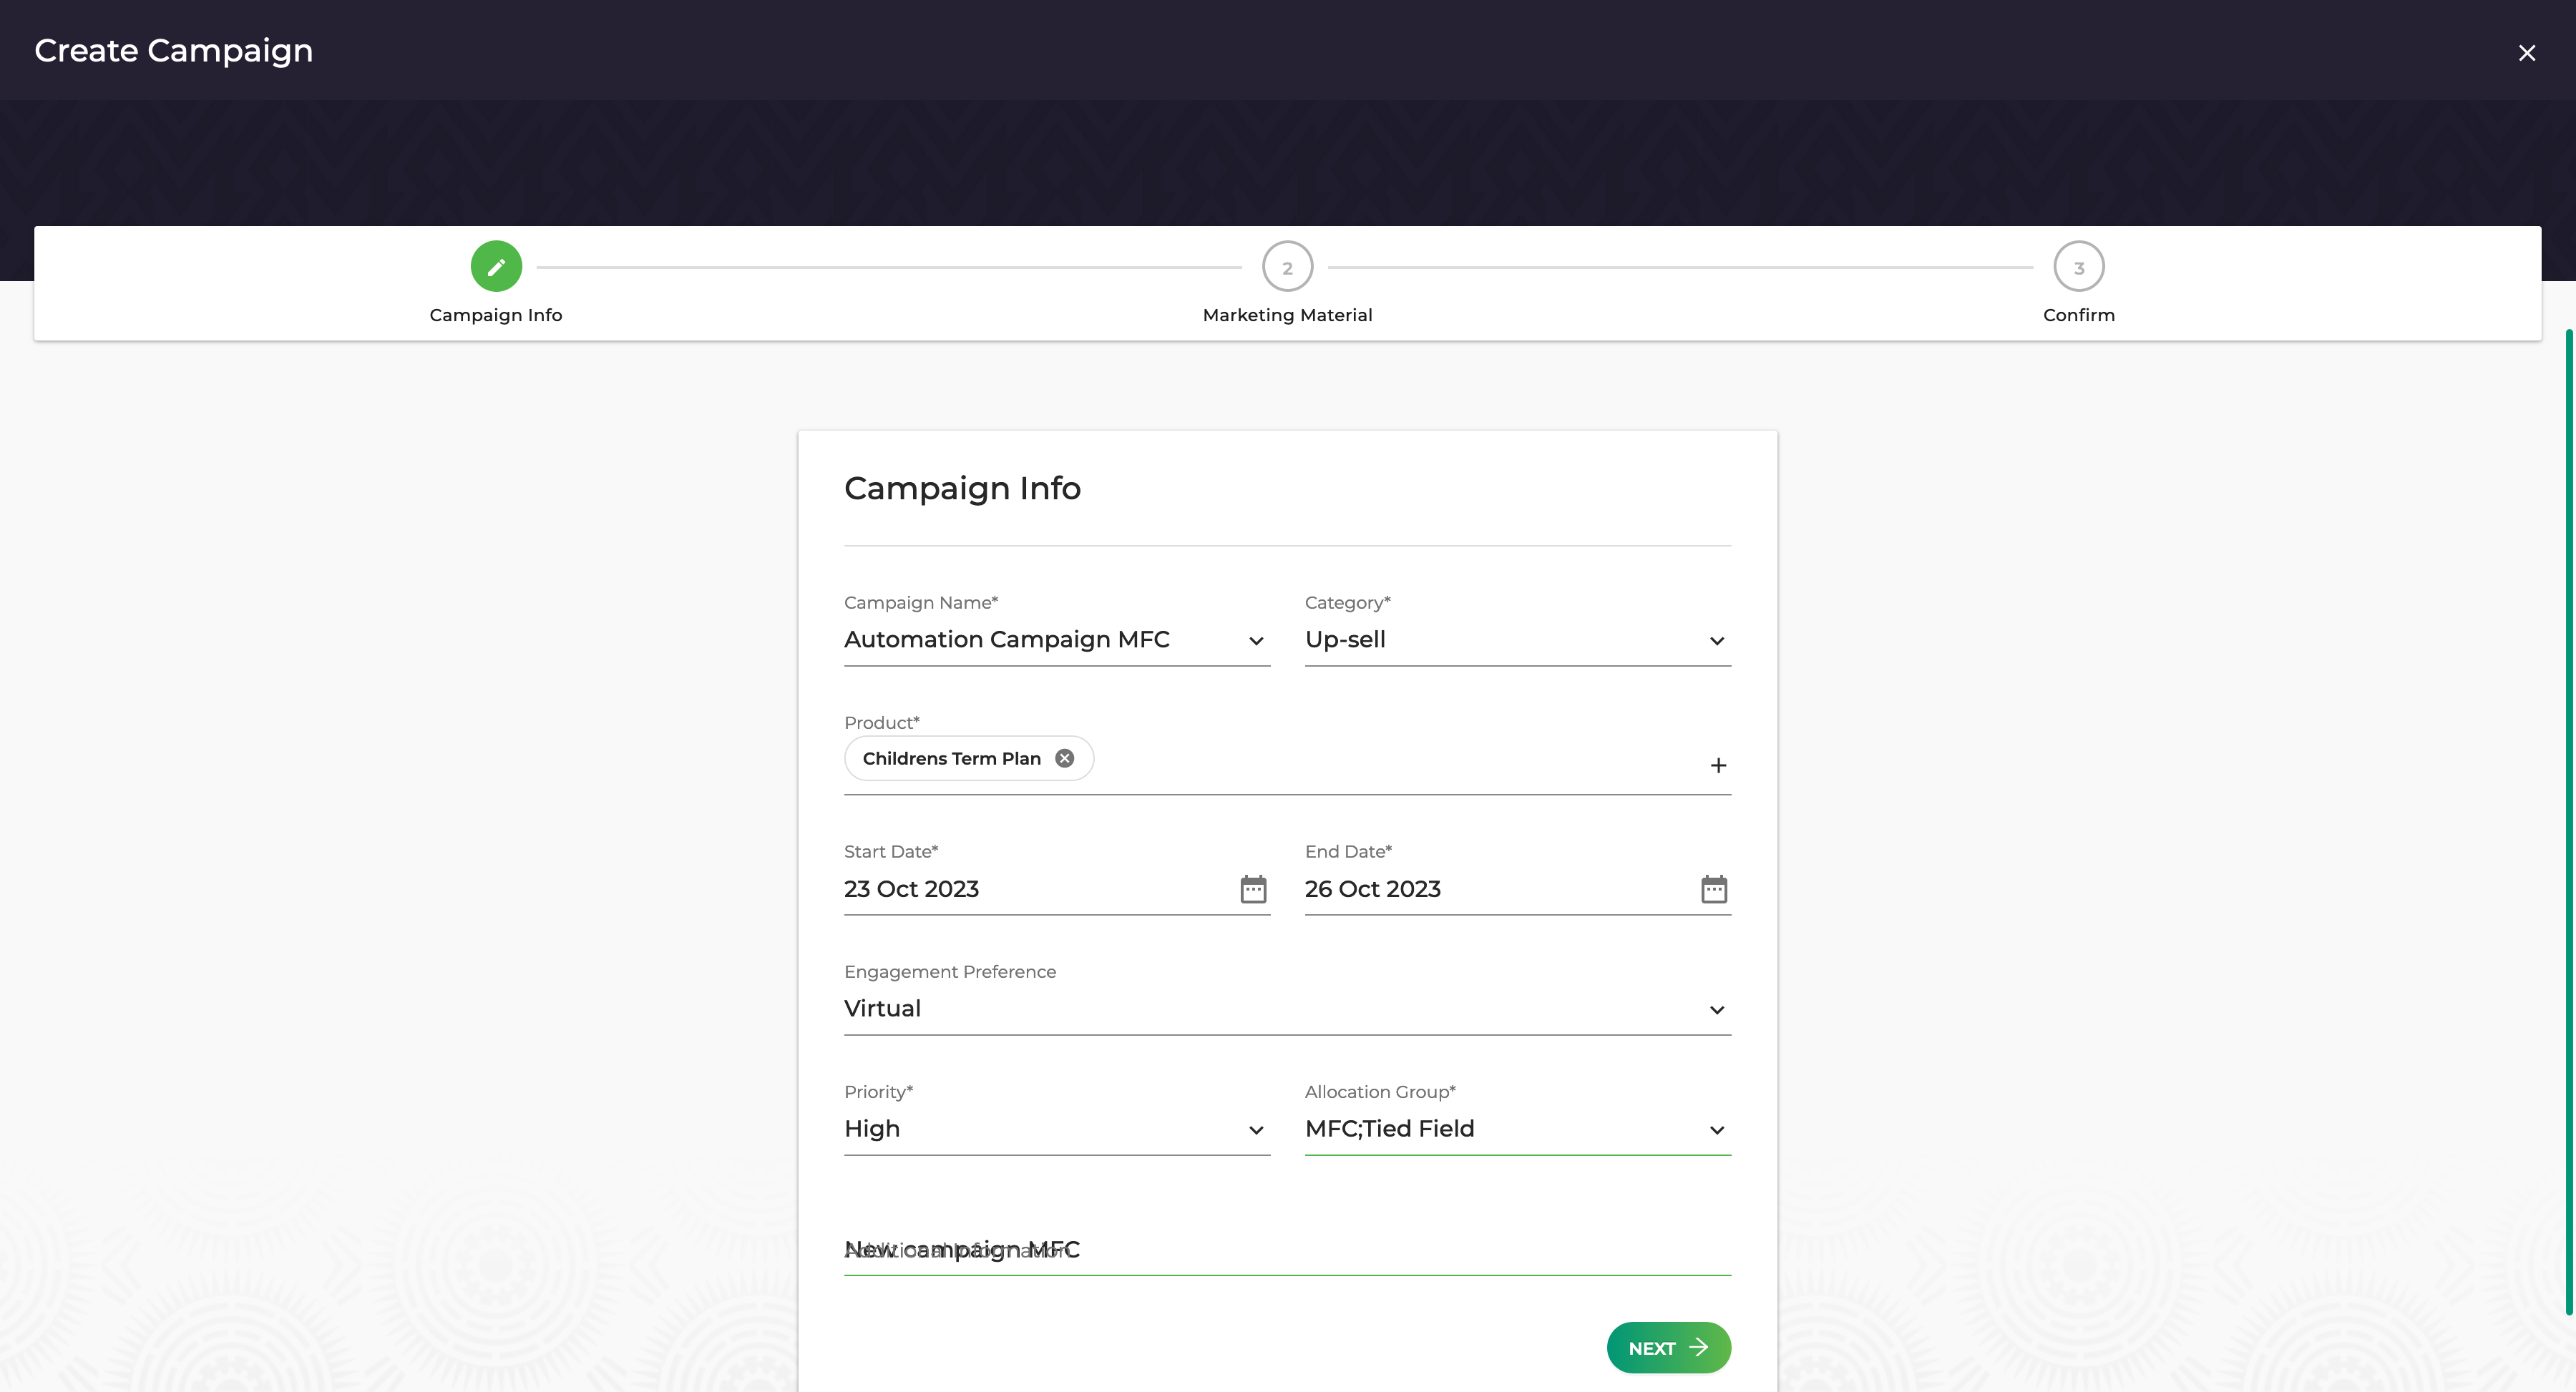 Create Campaign
2
3
Campaign Info
Marketing Material
Confirm
Campaign Info
Campaign Name*
Category*
Automation Campaign MFC
Up-sell
Product*
Childrens Term Plan
Start Date*
End Date*
23 Oct 2023
26 Oct 2023
Engagement Preference
Virtual
Priority*
Allocation Group*
High
MFC;Tied Field
Additional Information
New campaign MFC
NEXT